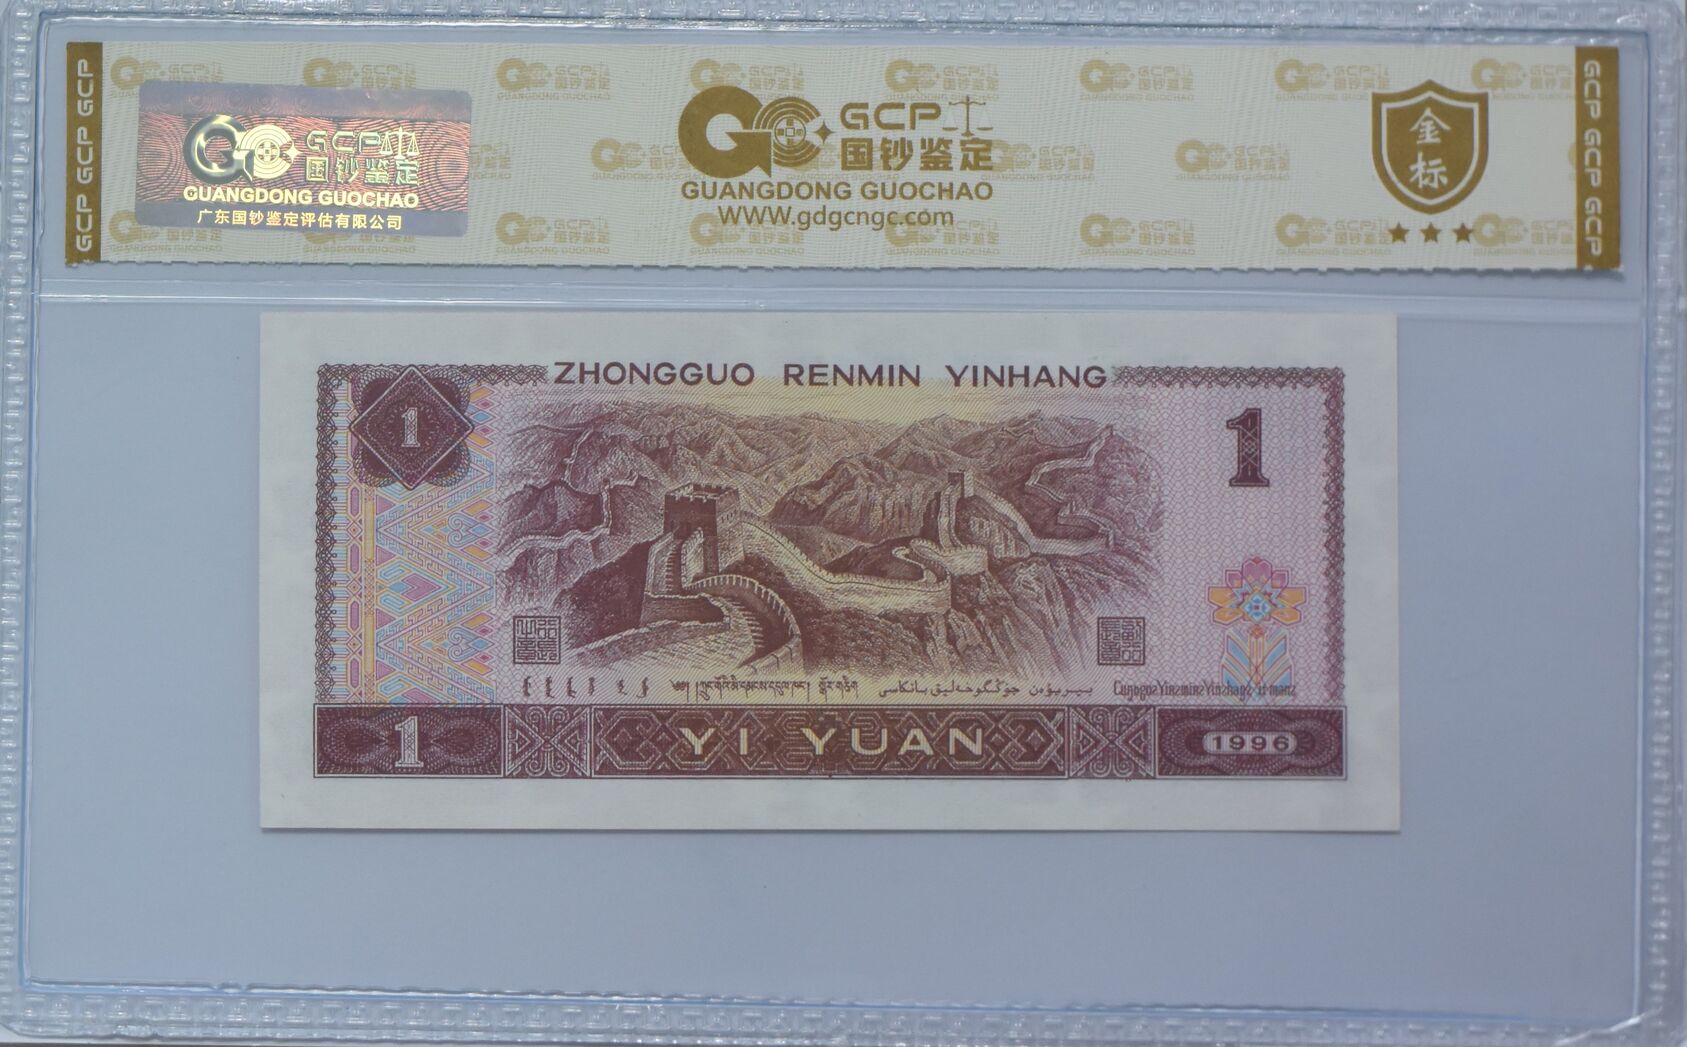 GCP GCP GCP
GCP
国钞鉴定
GUANGDONG GUOCHAO
广东国钞鉴定评估有限公司
GCP
国钞鉴定
GUANGDONG GUOCHAO
WWW.gdgcngc.com
金
标
GCP GCP GCP GCP
ZHONGGUO RENMIN YINHANG
1
1
1
YI YUAN
1996